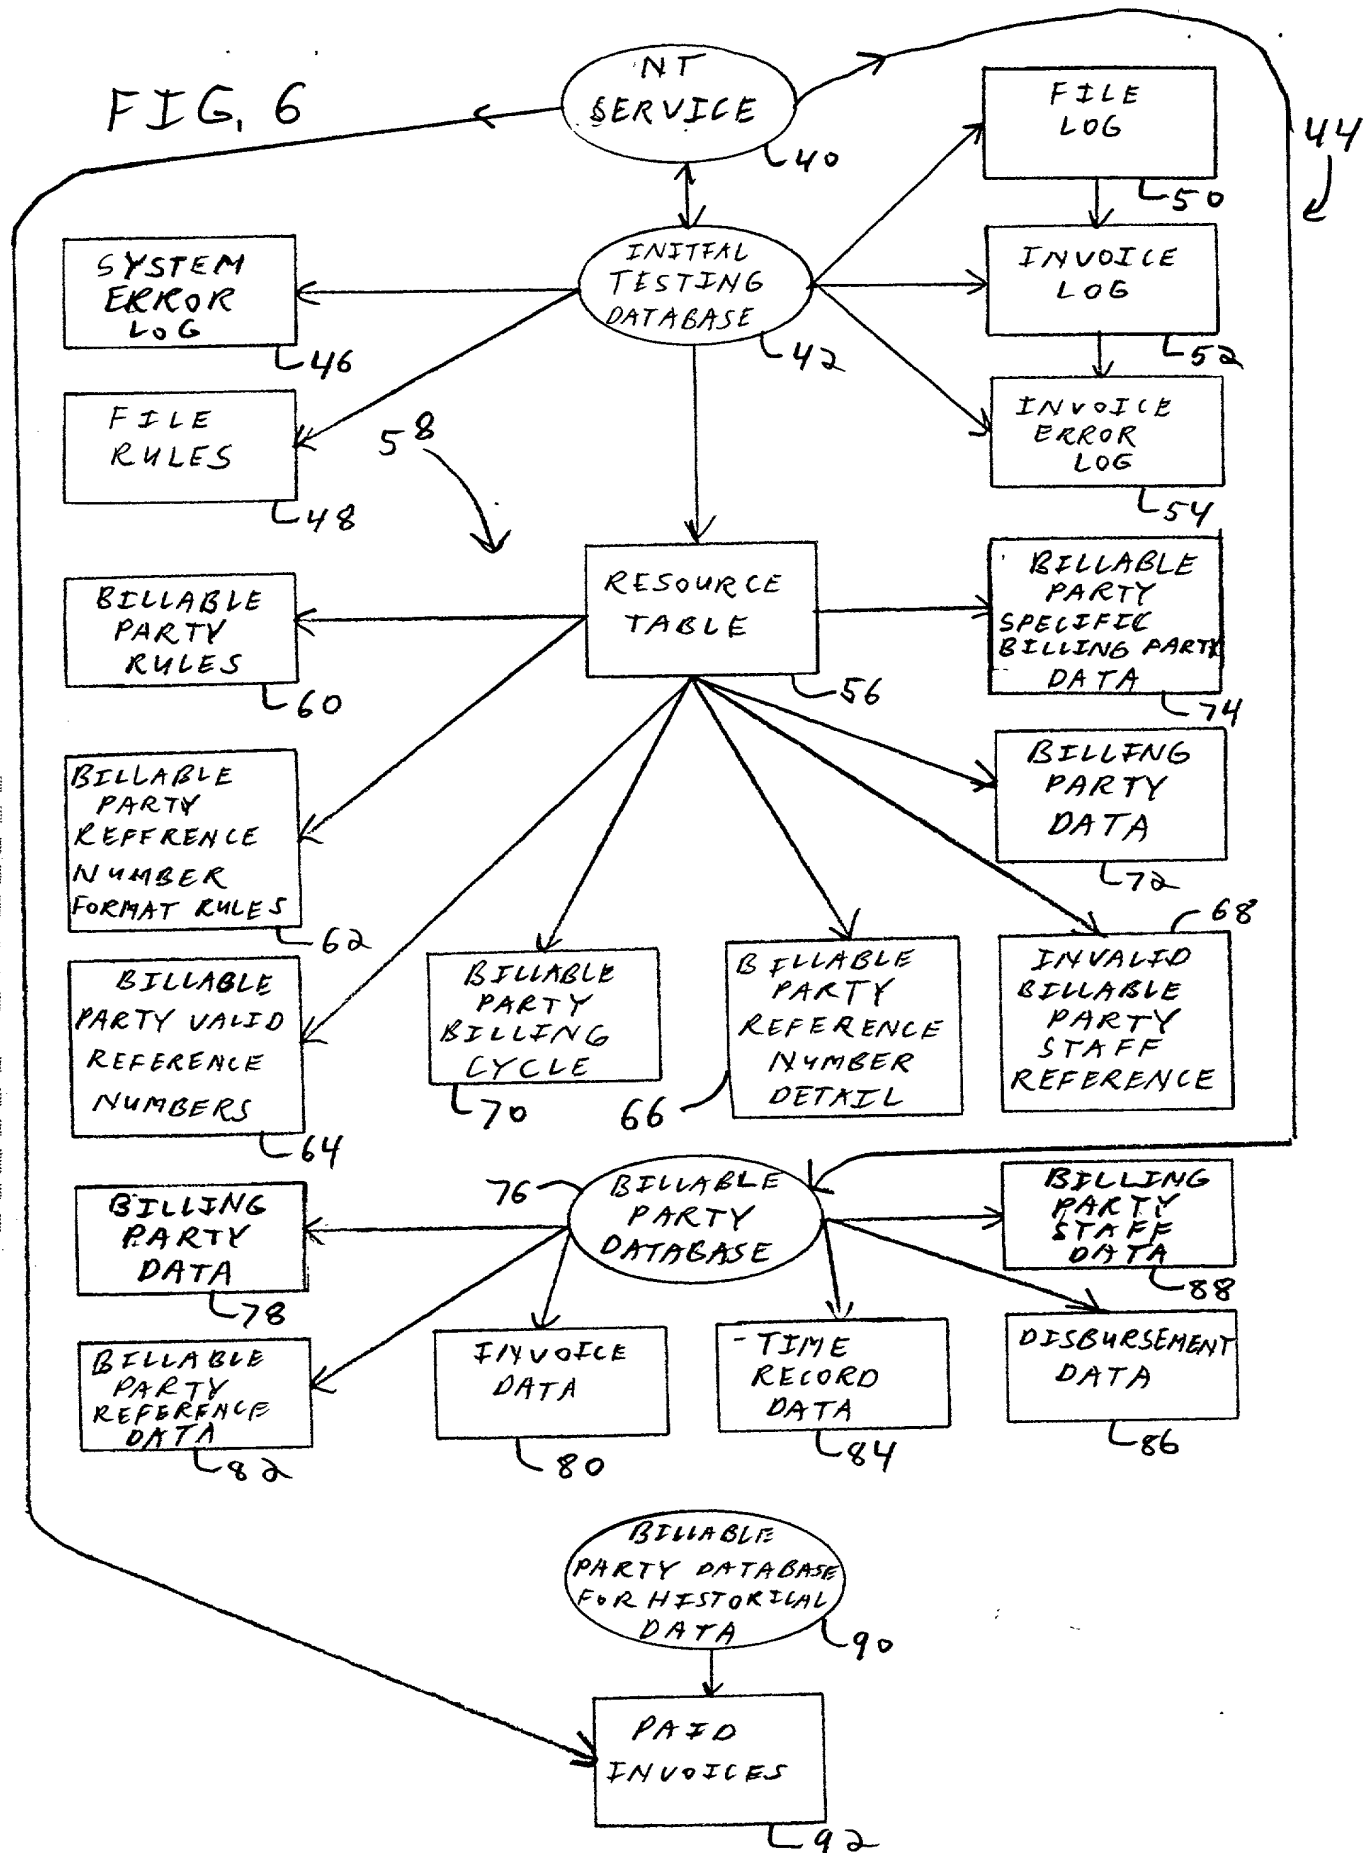 FIG. 6
NT
SERVICE
40
FILE
LOG
50
44
SYSTEM
ERROR
LOG
46
INITIAL
TESTING
DATABASE
42
INVOICE
LOG
52
FILE
RULES
48
58
INVOICE
ERROR
LOG
54
BILLABLE
PARTY
RULES
60
RESOURCE
TABLE
56
BILLABLE
PARTY
SPECIFIC
BILLING PARTY
DATA
74
BILLABLE
PARTY
REFERENCE
NUMBER
FORMAT RULES
62
BILLING
PARTY
DATA
72
BILLABLE
PARTY VALID
REFERENCE
NUMBERS
64
BILLABLE
PARTY
BILLING
CYCLE
70
BILLABLE
PARTY
REFERENCE
NUMBER
DETAIL
66
68
INVALID
BILLABLE
PARTY
STAFF
REFERENCE
76
BILLABLE
PARTY
DATABASE
BILLING
PARTY
DATA
78
BILLING
PARTY
STAFF
DATA
88
BILLABLE
PARTY
REFERENCE
DATA
82
INVOICE
DATA
80
TIME
RECORD
DATA
84
DISBURSEMENT
DATA
86
BILLABLE
PARTY DATABASE
FOR HISTORICAL
DATA
90
PAID
INVOICES
92